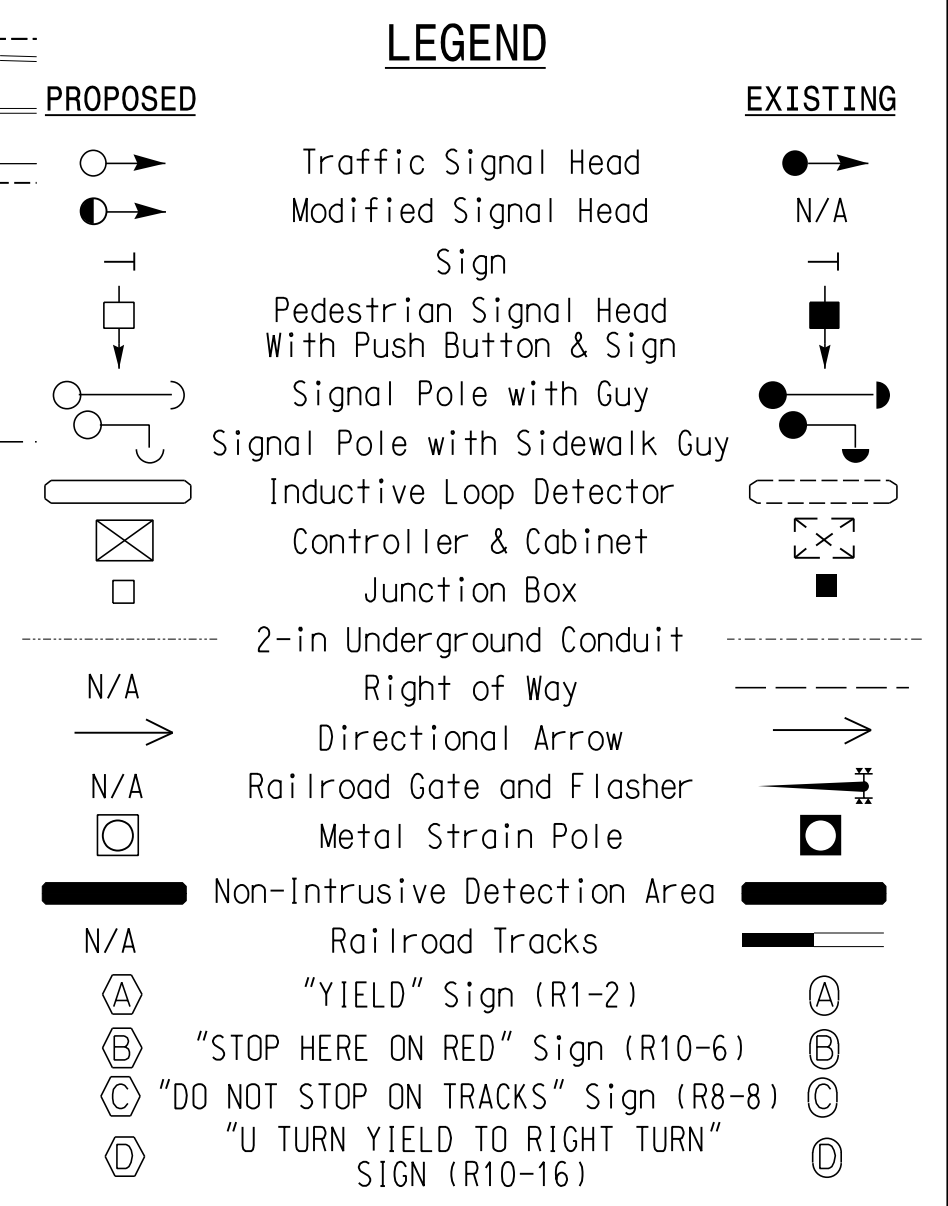 LEGEND
PROPOSED EXISTING
Traffic Signal Head
Modified Signal Head N/A
Sign
Pedestrian Signal Head
With Push Button & Sign
Signal Pole with Guy
Signal Pole with Sidewalk Guy
Inductive Loop Detector
Controller & Cabinet
Junction Box
2-in Underground Conduit
N/A Right of Way
Directional Arrow
N/A Railroad Gate and Flasher
Metal Strain Pole
Non-Intrusive Detection Area
N/A Railroad Tracks
A "YIELD" Sign (R1-2) A
B "STOP HERE ON RED" Sign (R10-6) B
C "DO NOT STOP ON TRACKS" Sign (R8-8) C
"U TURN YIELD TO RIGHT TURN"
D SIGN (R10-16) D